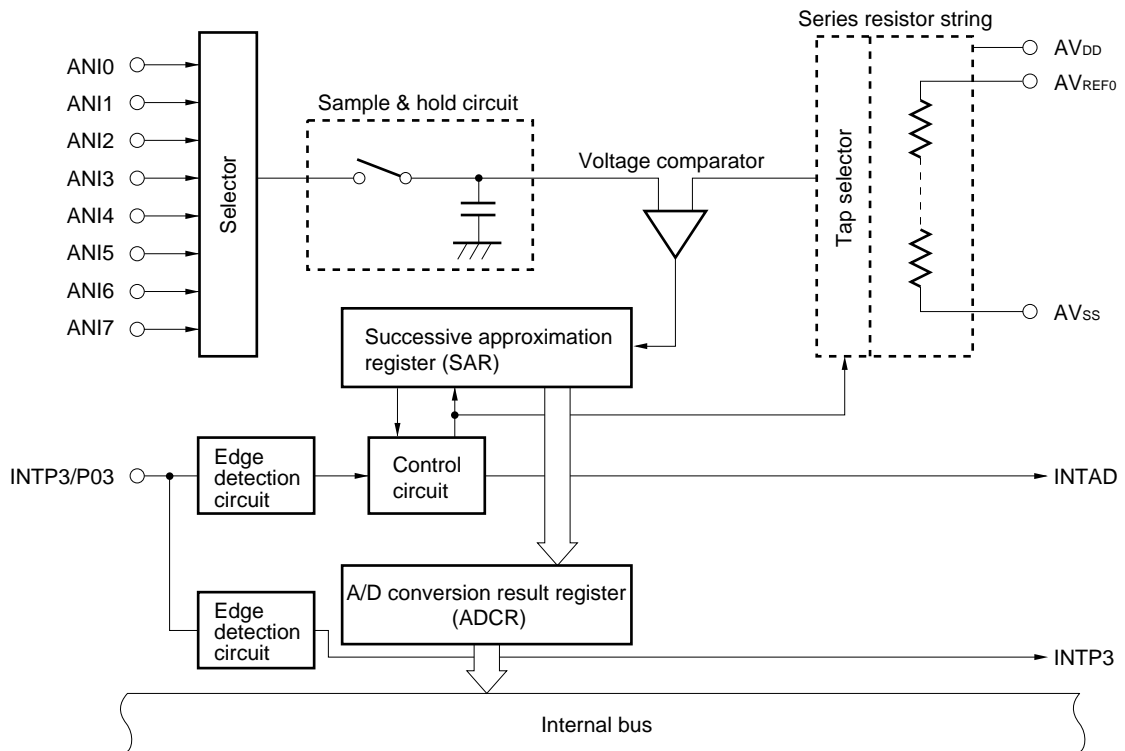 Series resistor string
AVDD
ANI0
AVREF0
ANI1
Sample & hold circuit
ANI2
Voltage comparator
ANI3
Selector
Tap selector
ANI4
ANI5
ANI6
AVSS
ANI7
Successive approximation
register (SAR)
INTP3/P03
Edge
detection
circuit
Control
circuit
INTAD
A/D conversion result register
(ADCR)
Edge
detection
circuit
INTP3
Internal bus